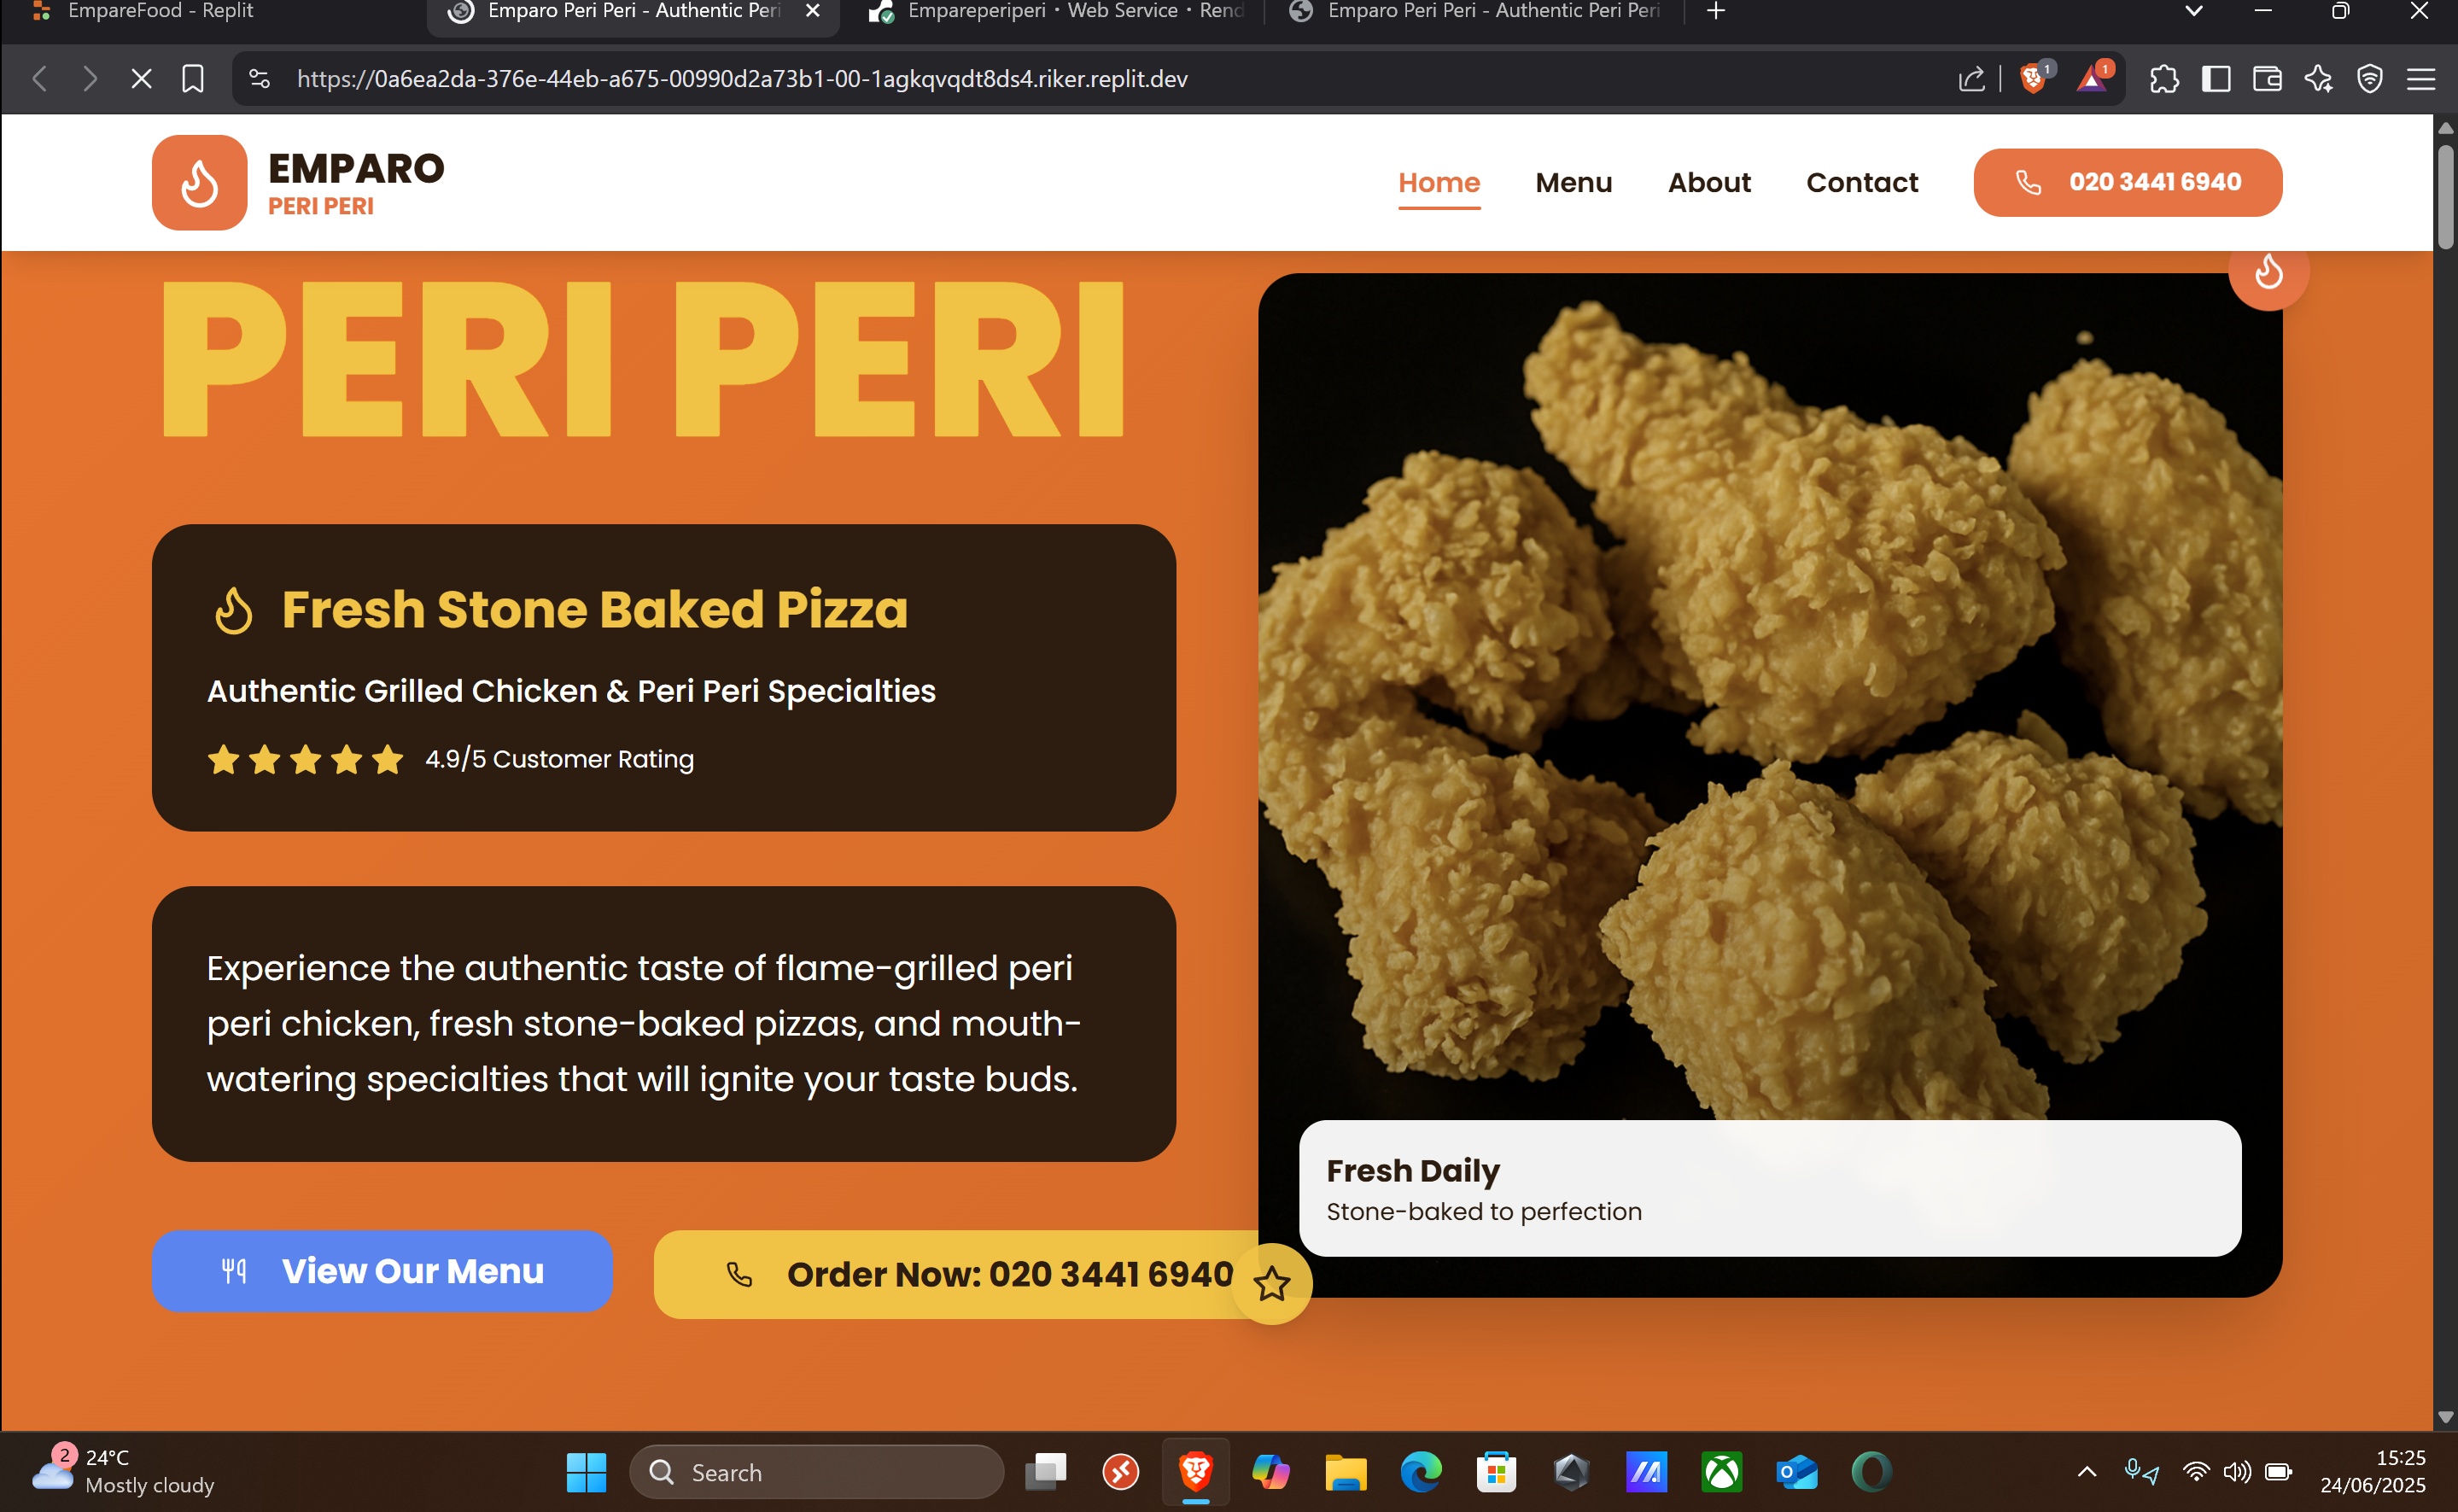 EmpareFood - Replit
Emparo Peri Peri - Authentic Peri
Empareperiperi · Web Service · Rend
Emparo Peri Peri - Authentic Peri Peri
https://0a6ea2da-376e-44eb-a675-00990d2a73b1-00-1agkqvqdt8ds4.riker.replit.dev
1
1
EMPARO
PERI PERI
Home
Menu
About
Contact
020 3441 6940
PERI PERI
Fresh Stone Baked Pizza
Authentic Grilled Chicken & Peri Peri Specialties
4.9/5 Customer Rating
Experience the authentic taste of flame-grilled peri
peri chicken, fresh stone-baked pizzas, and mouth-
watering specialties that will ignite your taste buds.
Fresh Daily
Stone-baked to perfection
View Our Menu
Order Now: 020 3441 6940
2
24°C
Mostly cloudy
Search
15:25
24/06/2025